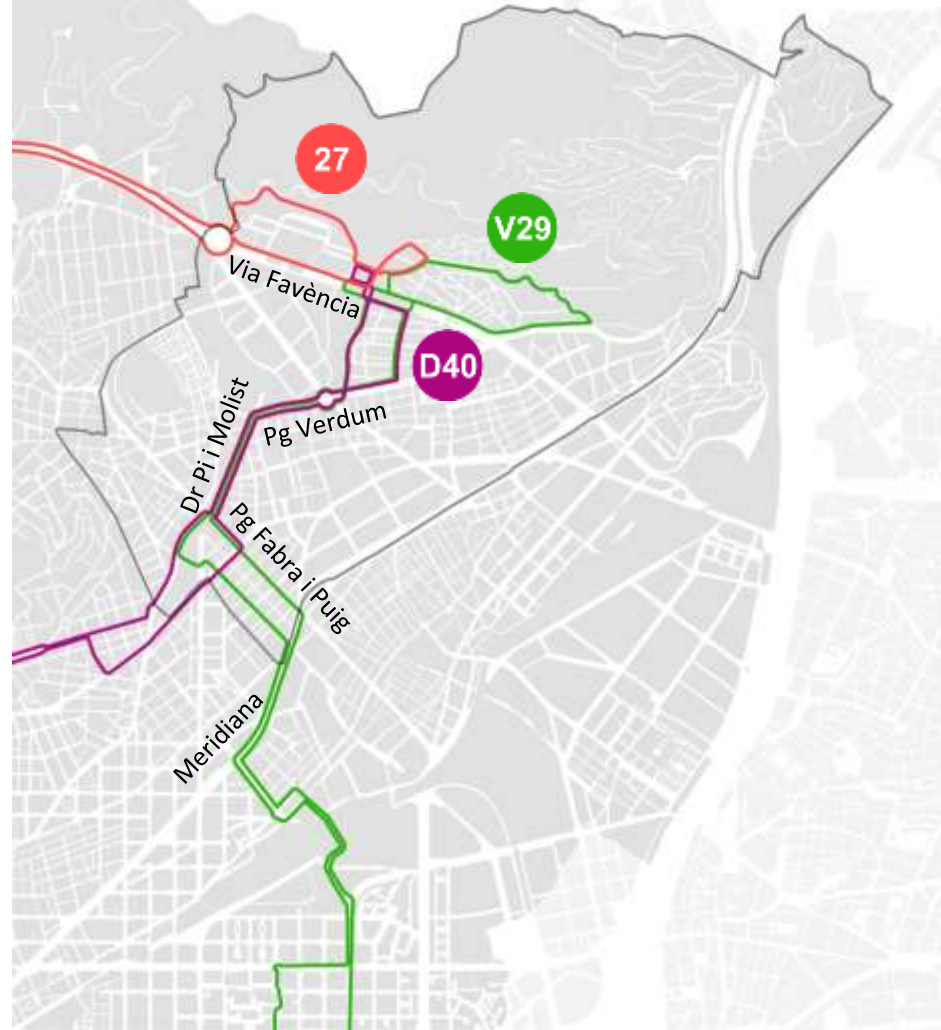 27
V29
Via Favència
D40
Dr Pi i Molist
Pg Verdum
Pg Fabra i Puig
Meridiana